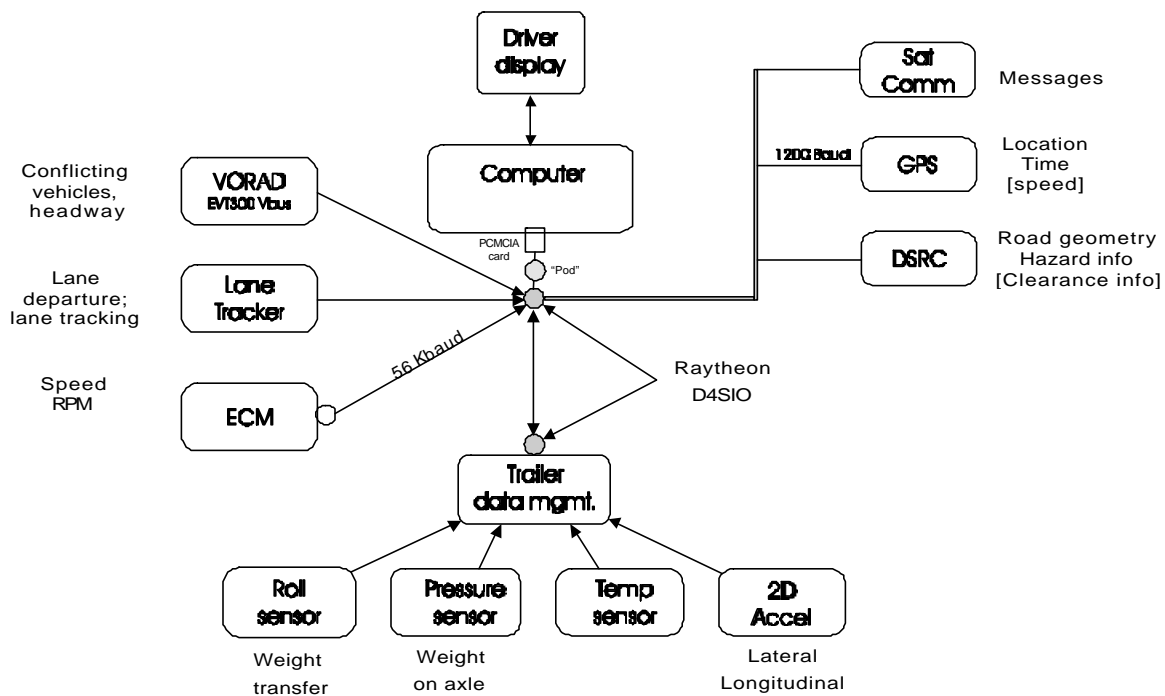 Driver
display
Sat
Comm
Messages
Computer
Conflicting
vehicles,
headway
VORAD
EVT300 Vbus
GPS
Location
Time
[speed]
PCMCIA
card
"Pod"
Lane
departure;
lane tracking
Lane
Tracker
DSRC
Road geometry
Hazard info
[Clearance info]
56 Kbaud
Speed
RPM
ECM
Raytheon
D4SIO
Trailer
data mgmt.
Roll
sensor
Pressure
sensor
Temp
sensor
2D
Accel
Weight
transfer
Weight
on axle
Lateral
Longitudinal